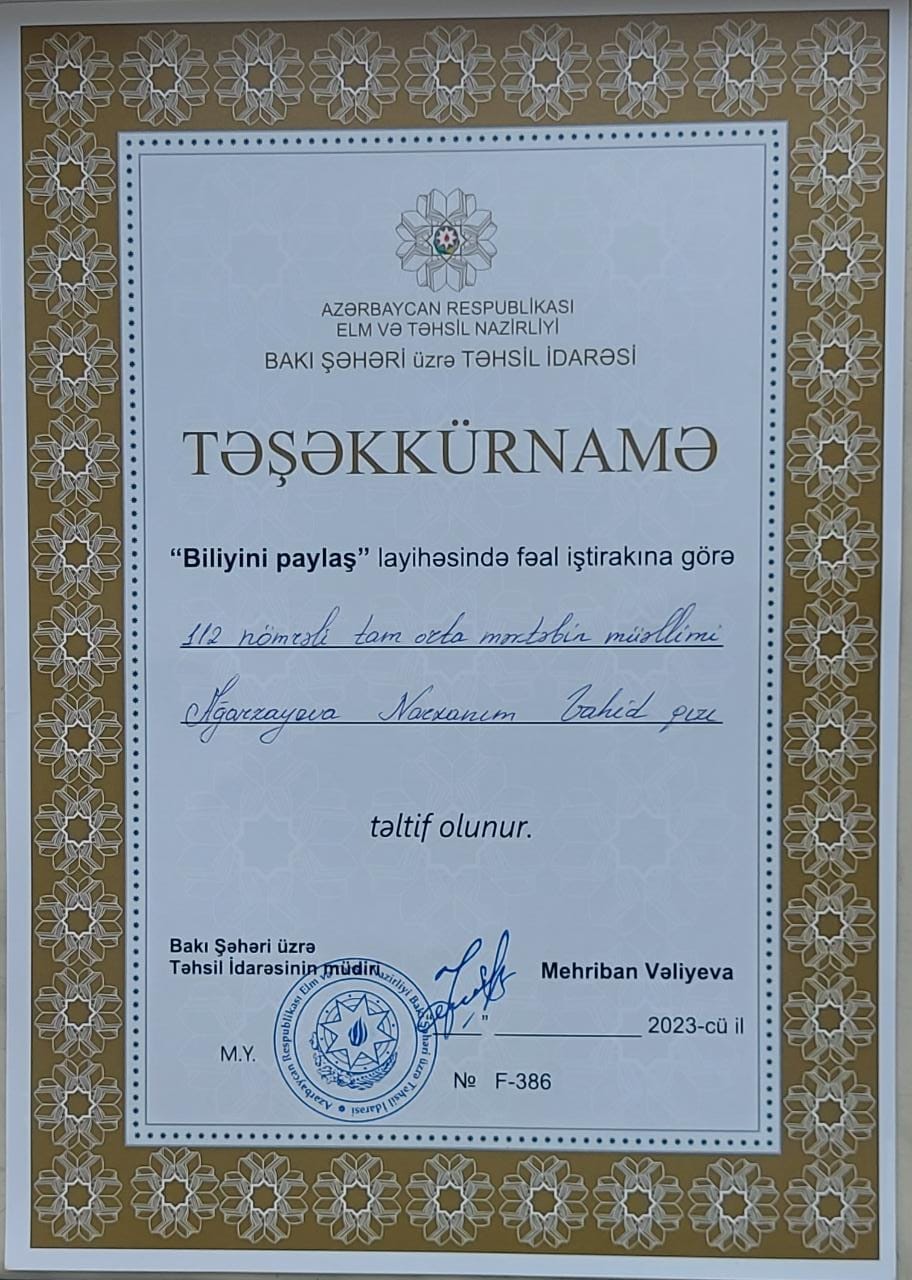 AZƏRBAYCAN RESPUBLİKASI
ELM VƏ TƏHSİL NAZİRLİYİ
BAKI ŞƏHƏRİ üzrə TƏHSİL İDARƏSİ
TƏŞƏKKÜRNAMƏ
“Biliyini paylaş” layihəsində fəal iştirakına görə
112 nömrəli tam orta məktəbin müəllimi
Ağarzayeva Narxanım Vahid qızı
təltif olunur.
Bakı Şəhəri üzrə
Təhsil İdarəsinin müdiri
Mehriban Vəliyeva
" 2023-cü il
M.Y.
№ F-386
Azərbaycan Respublikası Elm və Təhsil Nazirliyi Bakı Şəhəri üzrə Təhsil İdarəsi